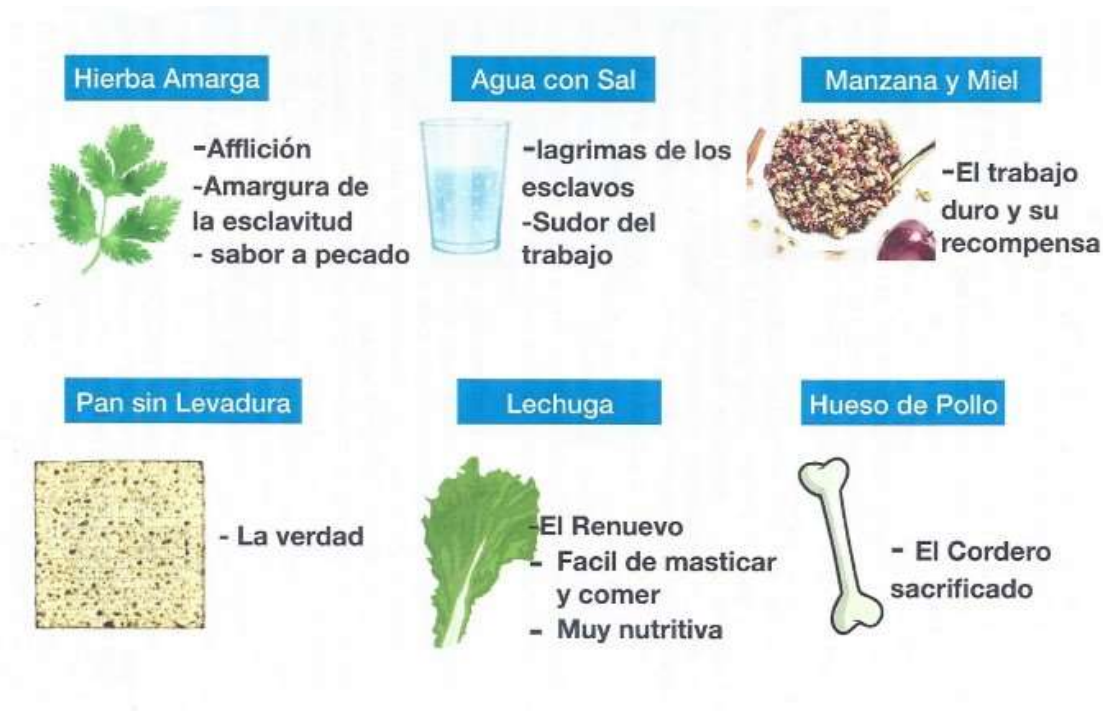 Hierba Amarga
-Afflición
-Amargura de
la esclavitud
- sabor a pecado
Agua con Sal
-lagrimas de los
esclavos
-Sudor del
trabajo
Manzana y Miel
-El trabajo
duro y su
recompensa
Pan sin Levadura
- La verdad
Lechuga
-El Renuevo
- Facil de masticar
y comer
- Muy nutritiva
Hueso de Pollo
- El Cordero
sacrificado